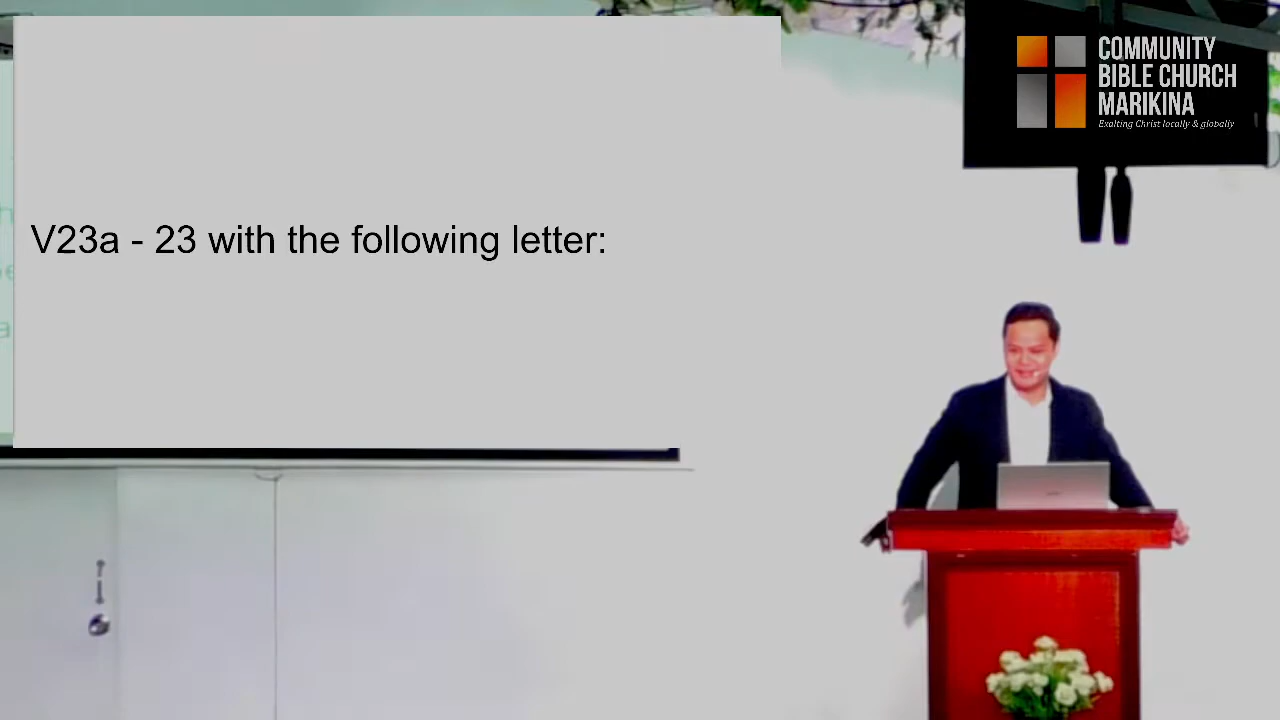 V23a - 23 with the following letter:
COMMUNITY
BIBLE CHURCH
MARIKINA
Exalting Christ locally & globally